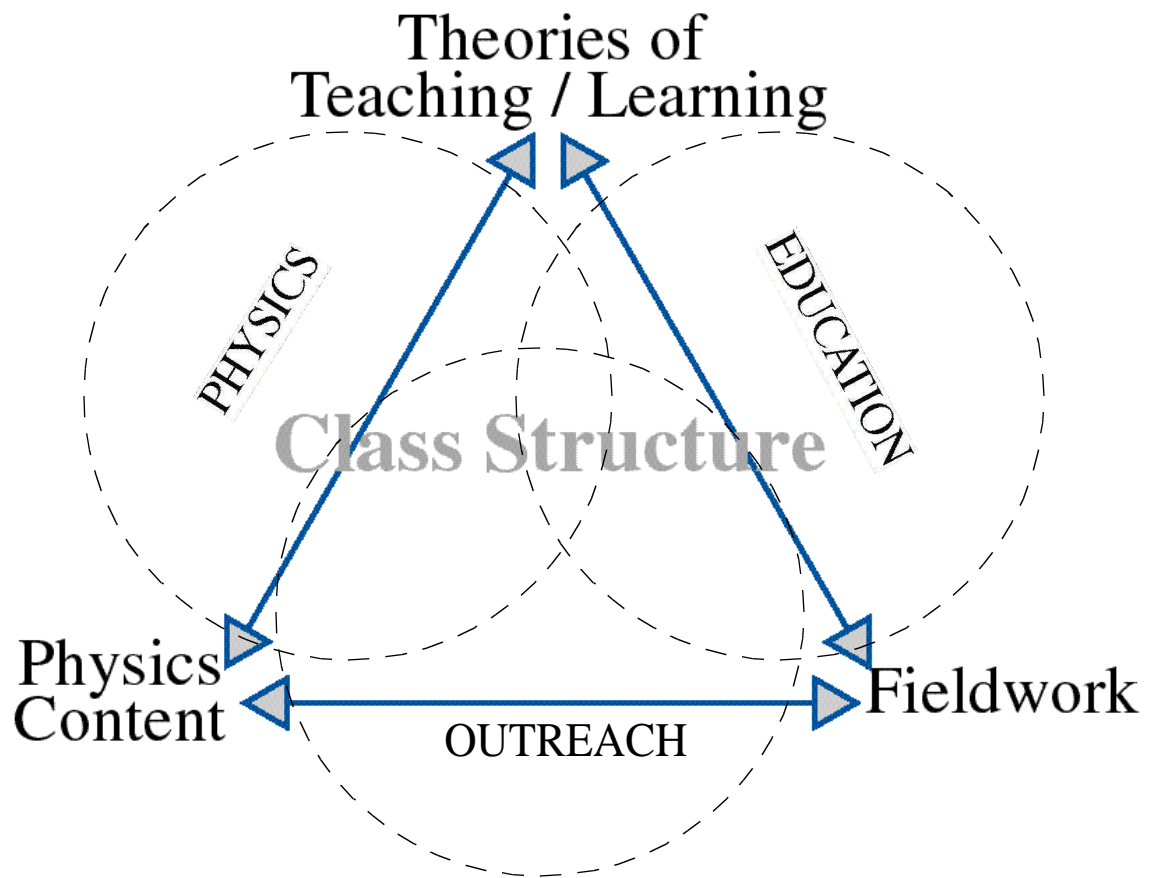 Theories of
Teaching / Learning
PHYSICS
EDUCATION
Class Structure
Physics
Content
Fieldwork
OUTREACH